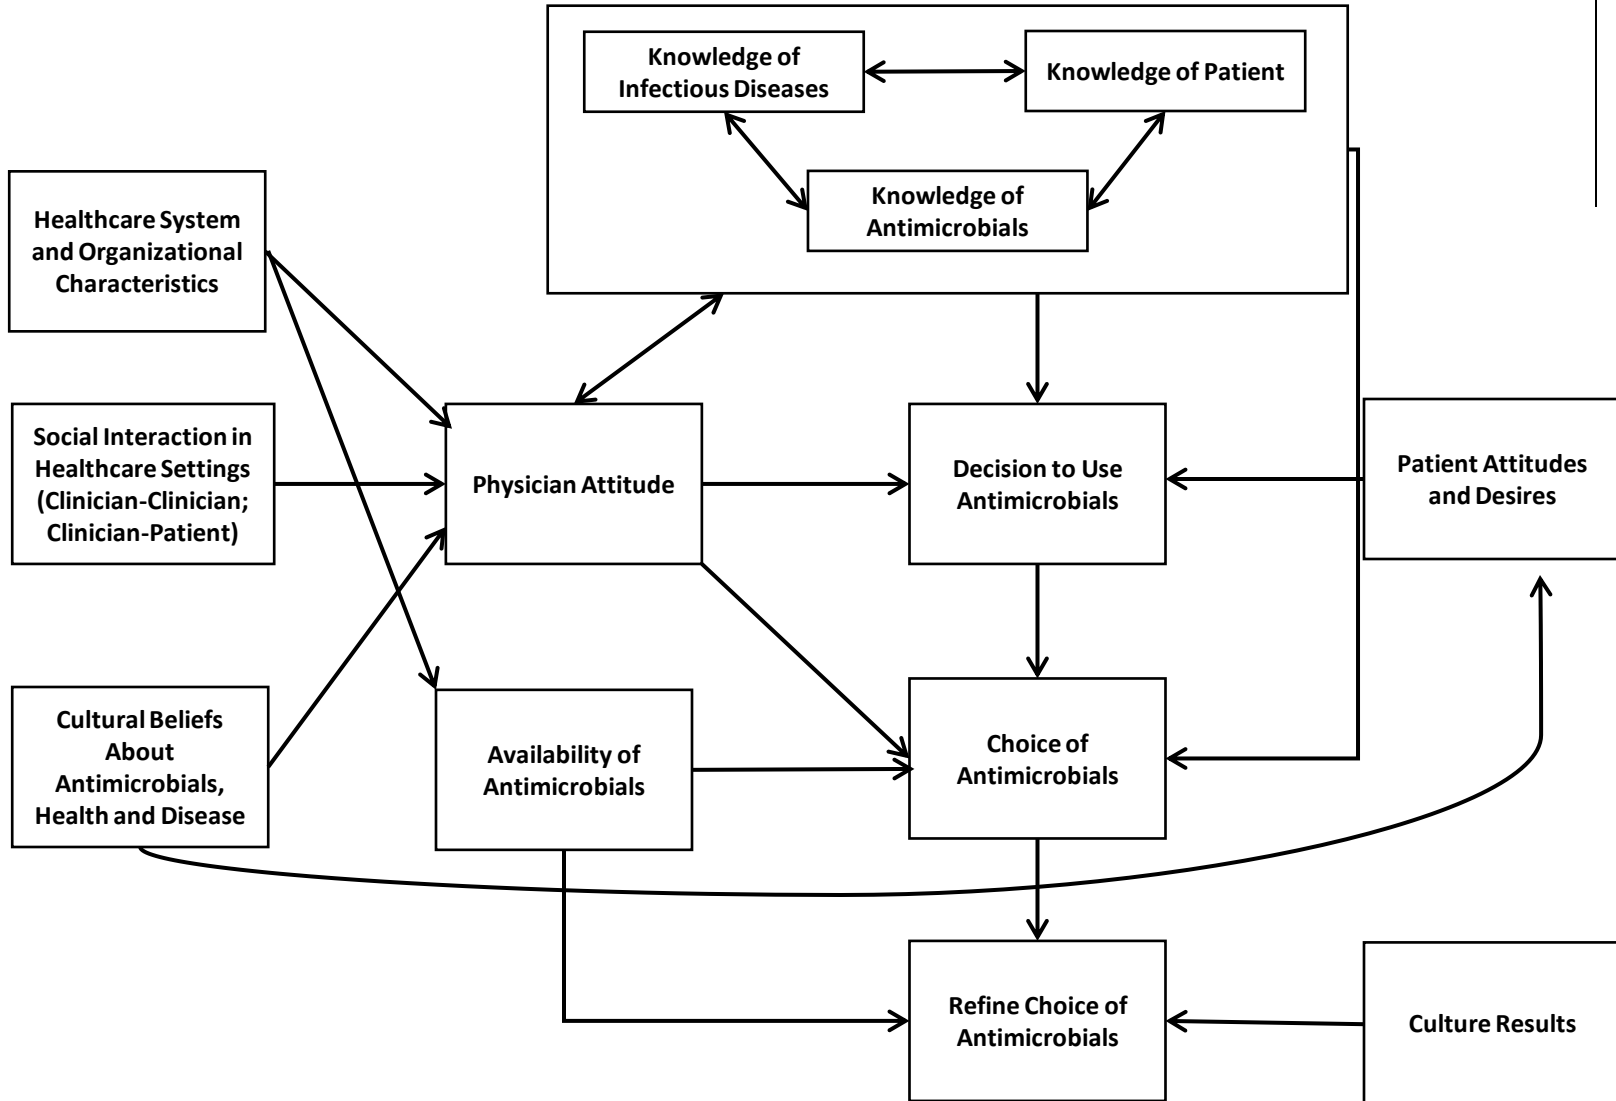 Knowledge of
Infectious Diseases
Knowledge of Patient
Knowledge of
Antimicrobials
Healthcare System
and Organizational
Characteristics
Social Interaction in
Healthcare Settings
(Clinician-Clinician;
Clinician-Patient)
Physician Attitude
Decision to Use
Antimicrobials
Patient Attitudes
and Desires
Cultural Beliefs
About
Antimicrobials,
Health and Disease
Availability of
Antimicrobials
Choice of
Antimicrobials
Refine Choice of
Antimicrobials
Culture Results